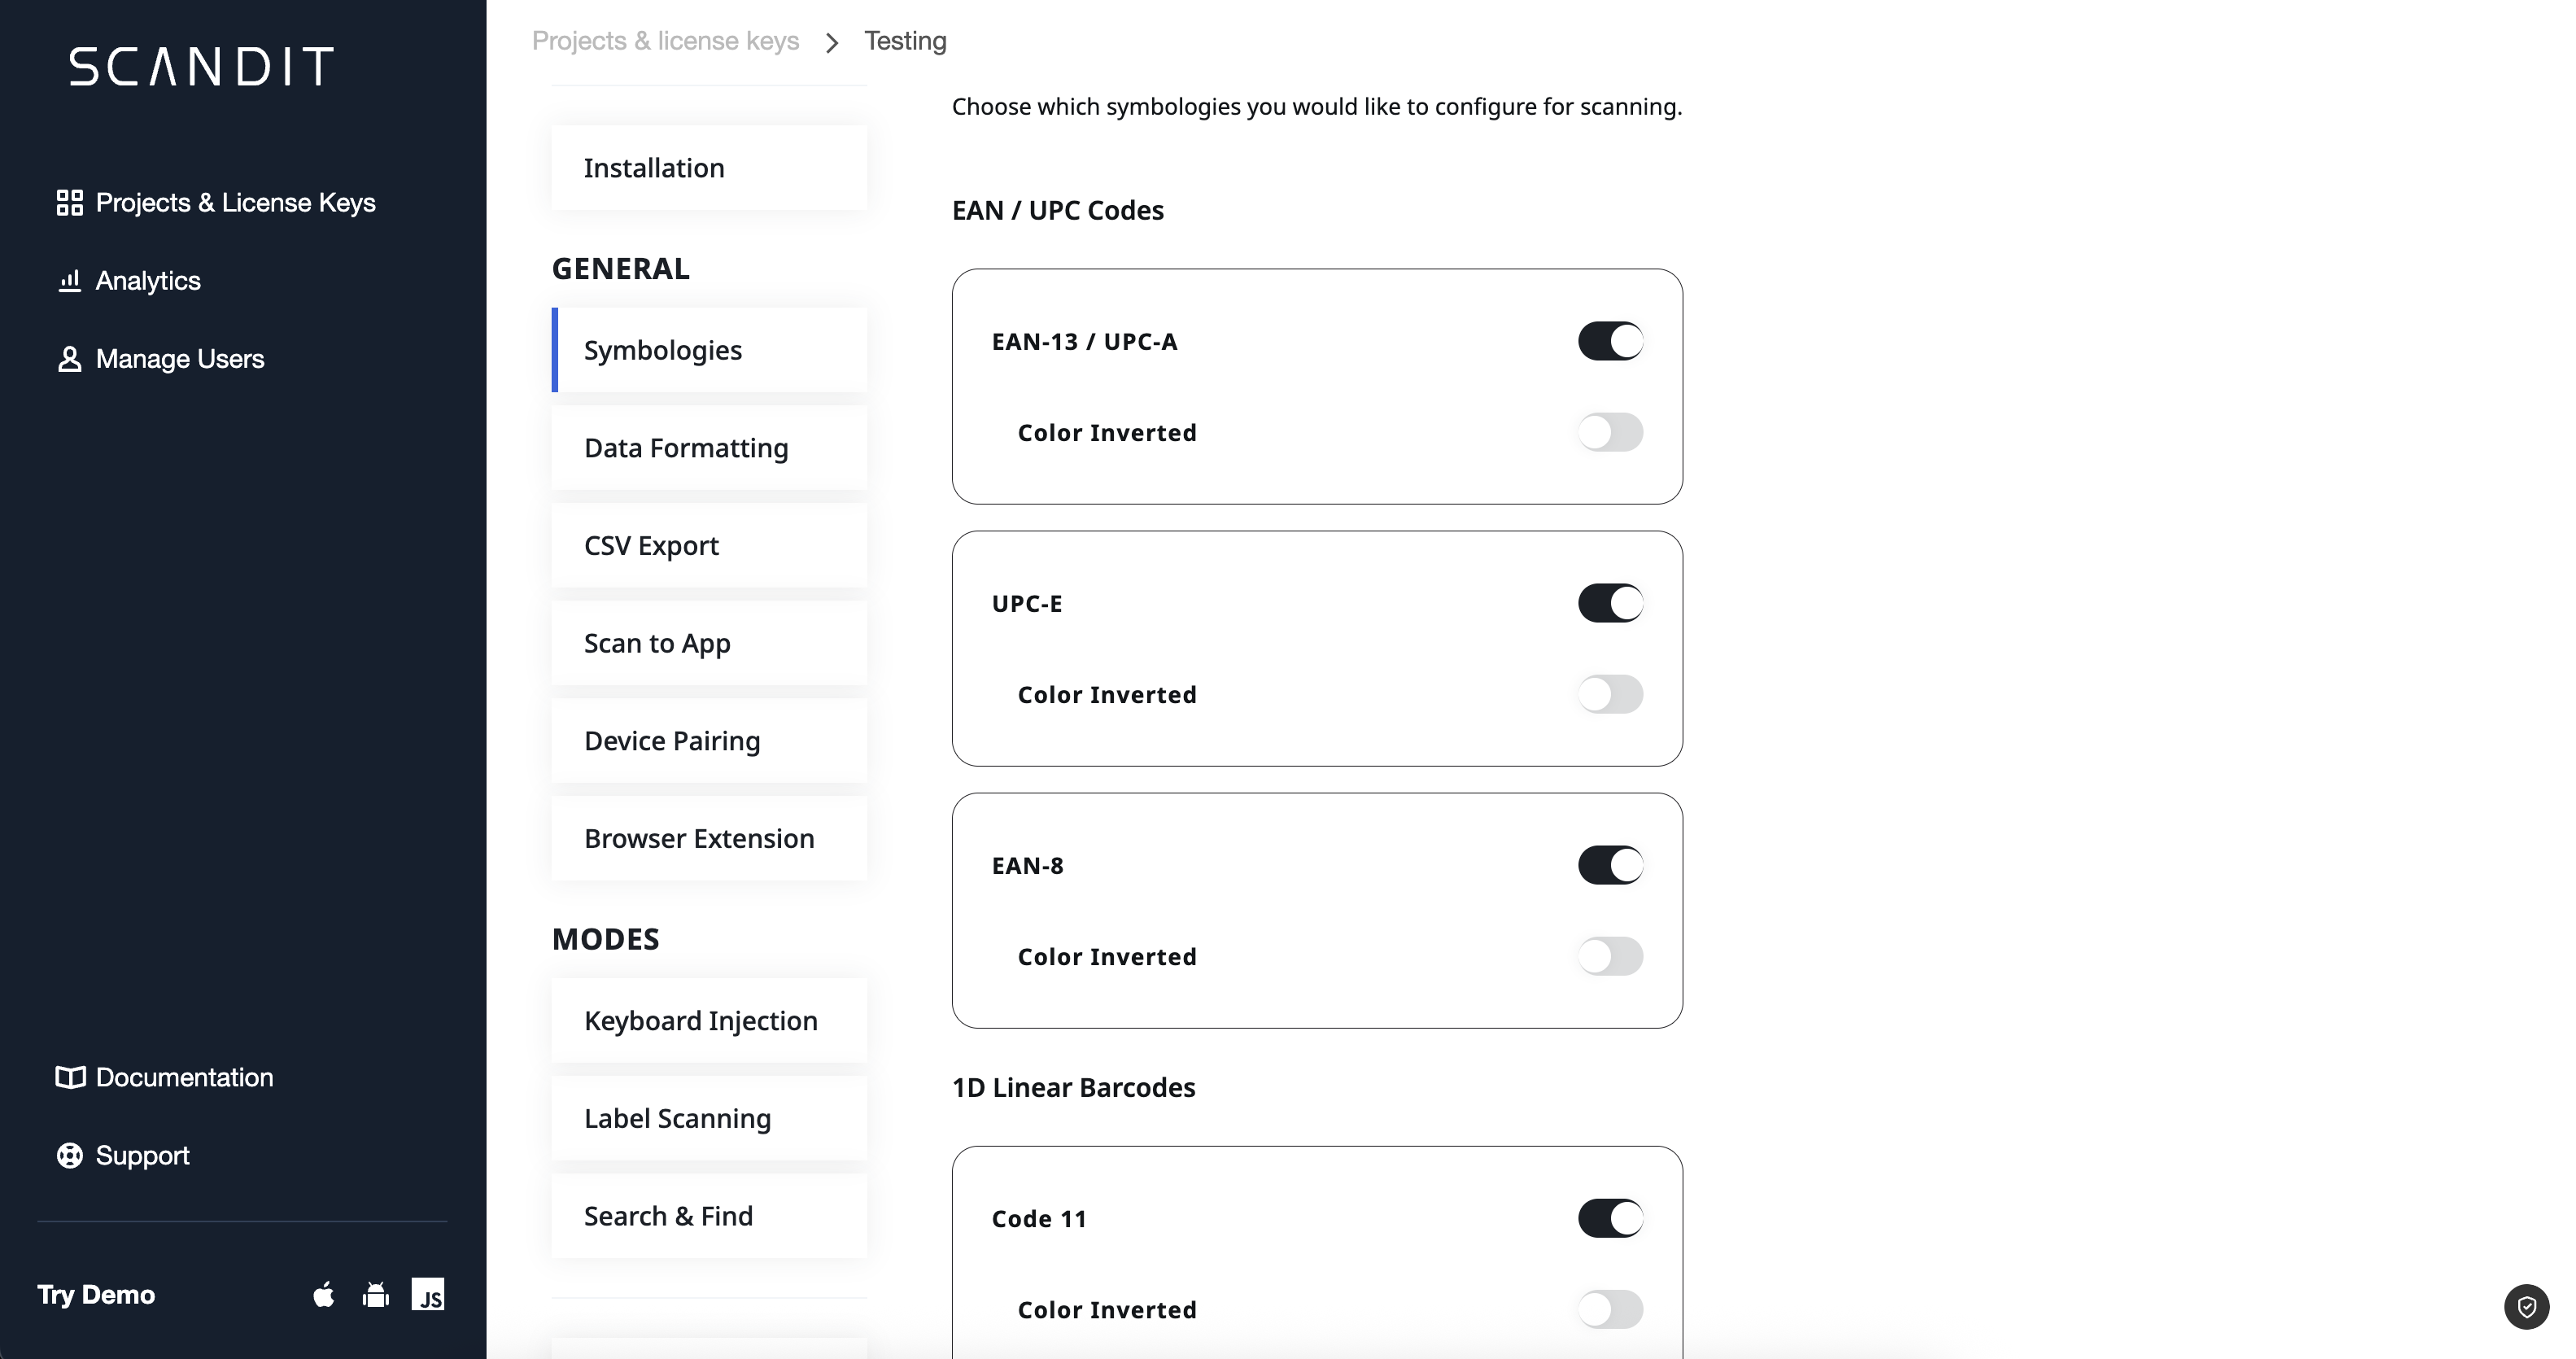 SCANDIT
Projects & License Keys
Analytics
Manage Users
Documentation
Support
Try Demo
JS
Projects & license keys > Testing
Installation
GENERAL
Symbologies
Data Formatting
CSV Export
Scan to App
Device Pairing
Browser Extension
MODES
Keyboard Injection
Label Scanning
Search & Find
Choose which symbologies you would like to configure for scanning.
EAN / UPC Codes
EAN-13 / UPC-A
Color Inverted
UPC-E
Color Inverted
EAN-8
Color Inverted
1D Linear Barcodes
Code 11
Color Inverted